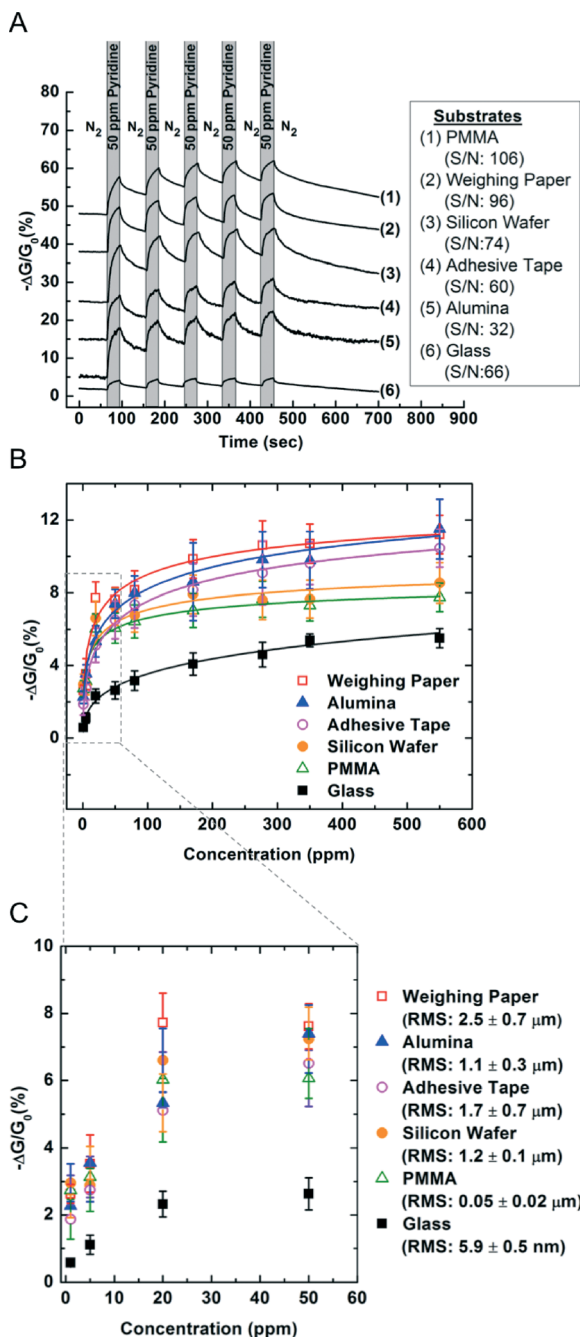 A
50 ppm Pyridine
50 ppm Pyridine
50 ppm Pyridine
50 ppm Pyridine
50 ppm Pyridine
N2 N2 N2 N2 N2 N2
80
70
60
50
40
30
20
10
0
-ΔG/G0(%)
(1)
(2)
(3)
(4)
(5)
(6)
0 100 200 300 400 500 600 700 800 900
Time (sec)
Substrates
(1) PMMA
(S/N: 106)
(2) Weighing Paper
(S/N: 96)
(3) Silicon Wafer
(S/N:74)
(4) Adhesive Tape
(S/N: 60)
(5) Alumina
(S/N: 32)
(6) Glass
(S/N:66)
B
12
8
4
0
-ΔG/G0(%)
Weighing Paper
Alumina
Adhesive Tape
Silicon Wafer
PMMA
Glass
0 100 200 300 400 500 600
Concentration (ppm)
C
10
8
6
4
2
0
-ΔG/G0(%)
0 10 20 30 40 50 60
Concentration (ppm)
Weighing Paper
(RMS: 2.5 ± 0.7 μm)
Alumina
(RMS: 1.1 ± 0.3 μm)
Adhesive Tape
(RMS: 1.7 ± 0.7 μm)
Silicon Wafer
(RMS: 1.2 ± 0.1 μm)
PMMA
(RMS: 0.05 ± 0.02 μm)
Glass
(RMS: 5.9 ± 0.5 nm)